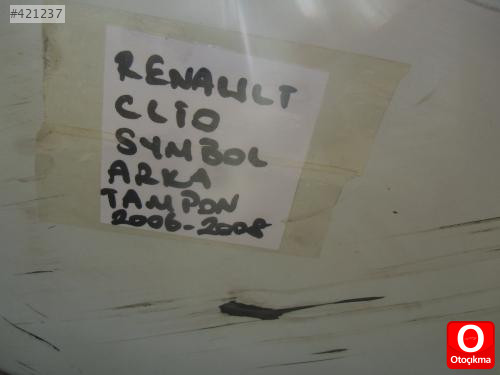 #421237
RENAULT
CLIO
SYMBOL
ARKA
TAMPON
2006-2008
O
Otoçıkma